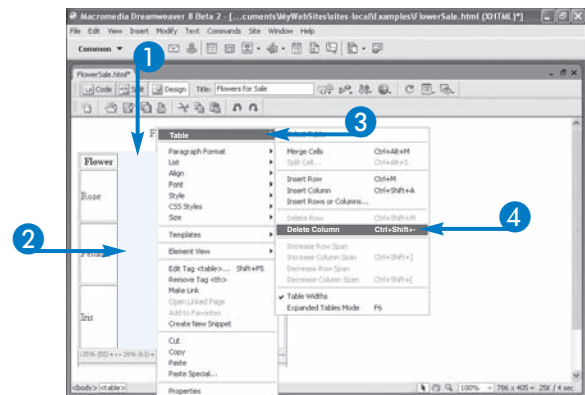 Macromedia Dreamweaver 8 Beta 2 - [...cuments\MyWebSites\sites-local\Examples\FlowerSale.html (XHTML)*]
File Edit View Insert Modify Text Commands Site Window Help
Common
FlowerSale.html*
Code Split Design Title: Flowers for Sale
1
3
F
Table
Paragraph Format
List
Align
Font
Style
CSS Styles
Size
Templates
Element View
Edit Tag <table>... Shift+F5
Remove Tag <th>
Make Link
Open Linked Page
Add to Favorites
Create New Snippet
Cut
Copy
Paste
Paste Special...
Properties
Merge Cells Ctrl+Alt+M
Split Cell... Ctrl+Alt+S
Insert Row Ctrl+M
Insert Column Ctrl+Shift+A
Insert Rows or Columns...
Delete Row Ctrl+Shift+M
Delete Column Ctrl+Shift+-
Increase Row Span
Increase Column Span Ctrl+Shift+]
Decrease Row Span
Decrease Column Span Ctrl+Shift+[
Table Widths
Expanded Tables Mode F6
4
Flower
Rose
2
Iris
<body> <table>
100% 786 x 405 25K / 4 sec